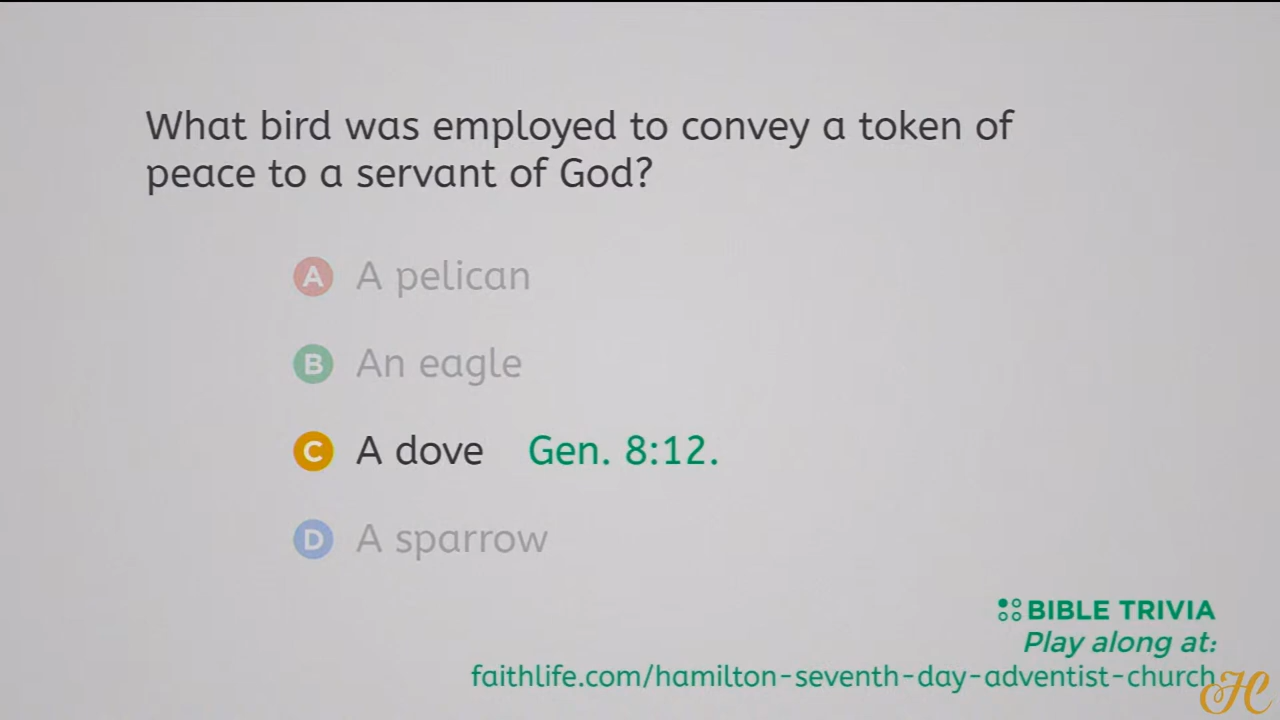 What bird was employed to convey a token of
peace to a servant of God?
A A pelican
B An eagle
C A dove Gen. 8:12.
D A sparrow
BIBLE TRIVIA
Play along at:
faithlife.com/hamilton-seventh-day-adventist-church
H